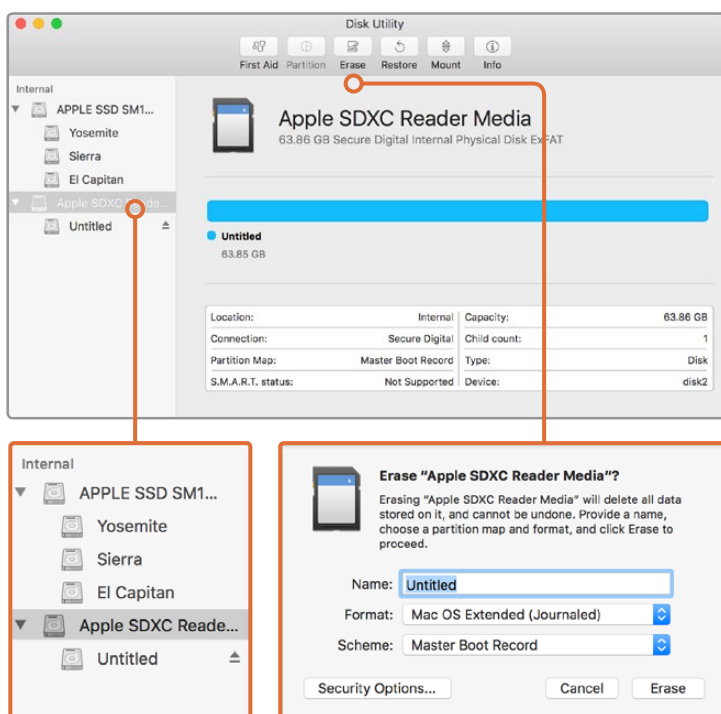 Disk Utility
First Aid Partition Erase Restore Mount Info
Internal
APPLE SSD SM1...
Yosemite
Sierra
El Capitan
Apple SDXC Reade...
Untitled
Apple SDXC Reader Media
63.86 GB Secure Digital Internal Physical Disk ExFAT
Untitled
63.85 GB
Location: Internal Capacity: 63.86 GB
Connection: Secure Digital Child count: 1
Partition Map: Master Boot Record Type: Disk
S.M.A.R.T. status: Not Supported Device: disk2
Internal
APPLE SSD SM1...
Yosemite
Sierra
El Capitan
Apple SDXC Reade...
Untitled
Erase “Apple SDXC Reader Media”?
Erasing “Apple SDXC Reader Media” will delete all data
stored on it, and cannot be undone. Provide a name,
choose a partition map and format, and click Erase to
proceed.
Name: Untitled
Format: Mac OS Extended (Journaled)
Scheme: Master Boot Record
Security Options... Cancel Erase